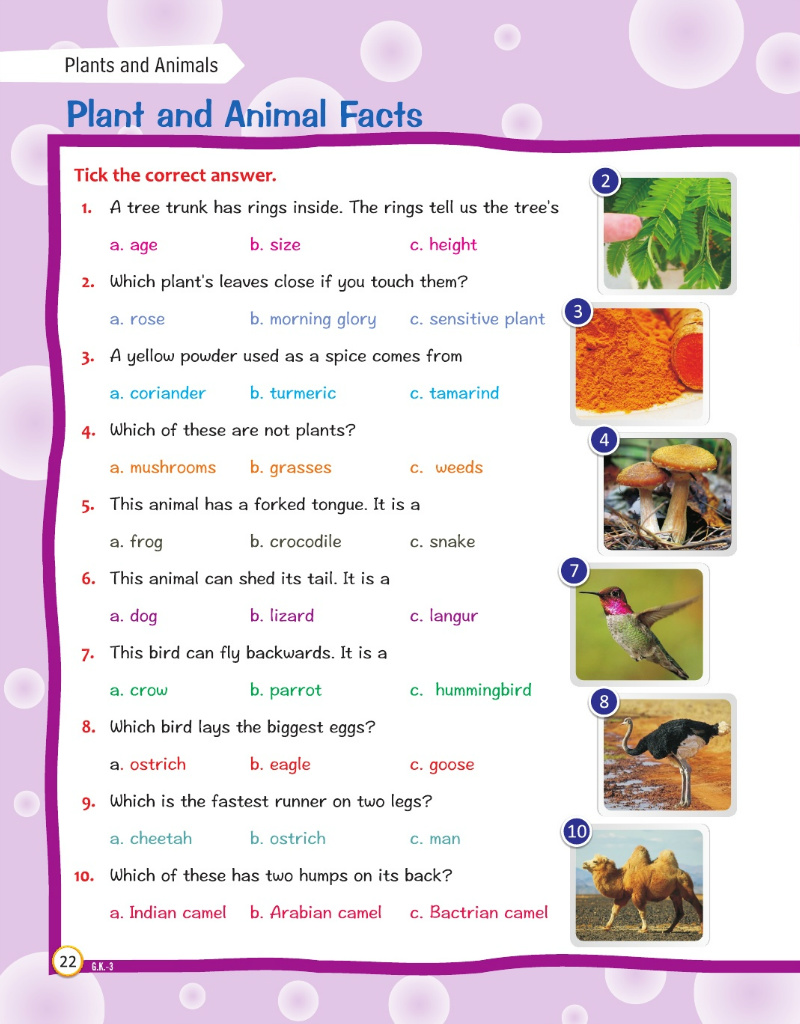 Plants and Animals
Plant and Animal Facts
Tick the correct answer.
1. A tree trunk has rings inside. The rings tell us the tree's
a. age b. size c. height
2. Which plant's leaves close if you touch them?
a. rose b. morning glory c. sensitive plant
3. A yellow powder used as a spice comes from
a. coriander b. turmeric c. tamarind
4. Which of these are not plants?
a. mushrooms b. grasses c. weeds
5. This animal has a forked tongue. It is a
a. frog b. crocodile c. snake
6. This animal can shed its tail. It is a
a. dog b. lizard c. langur
7. This bird can fly backwards. It is a
a. crow b. parrot c. hummingbird
8. Which bird lays the biggest eggs?
a. ostrich b. eagle c. goose
9. Which is the fastest runner on two legs?
a. cheetah b. ostrich c. man
10. Which of these has two humps on its back?
a. Indian camel b. Arabian camel c. Bactrian camel
2
3
4
7
8
10
22 G.K.-3